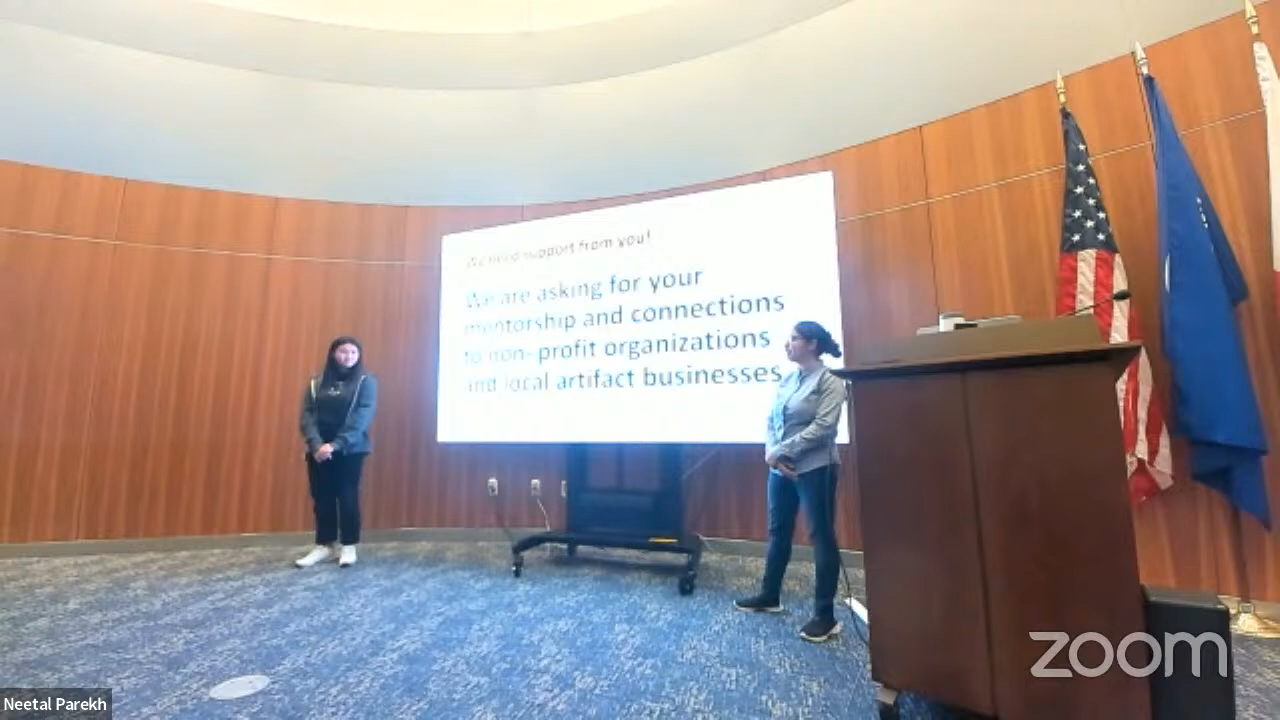 We need support from you!
We are asking for your
mentorship and connections
to non-profit organizations
and local artifact businesses
Neetal Parekh
zoom